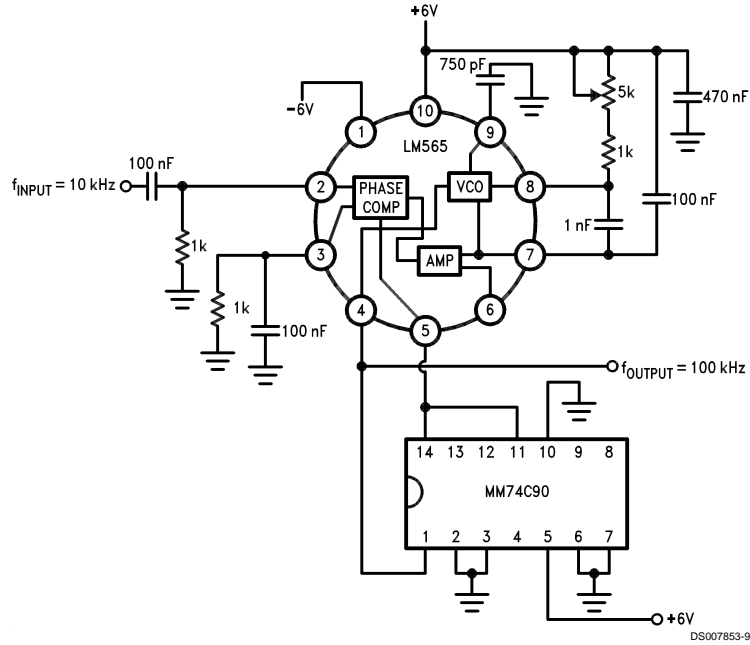 +6V
750 pF
-6V
5k
470 nF
10
1
9
LM565
100 nF
1k
fINPUT = 10 kHz
2
PHASE
COMP
VCO
8
100 nF
1 nF
1k
3
AMP
7
1k
100 nF
4
5
6
fOUTPUT = 100 kHz
14 13 12 11 10 9 8
MM74C90
1 2 3 4 5 6 7
+6V
DS007853-9